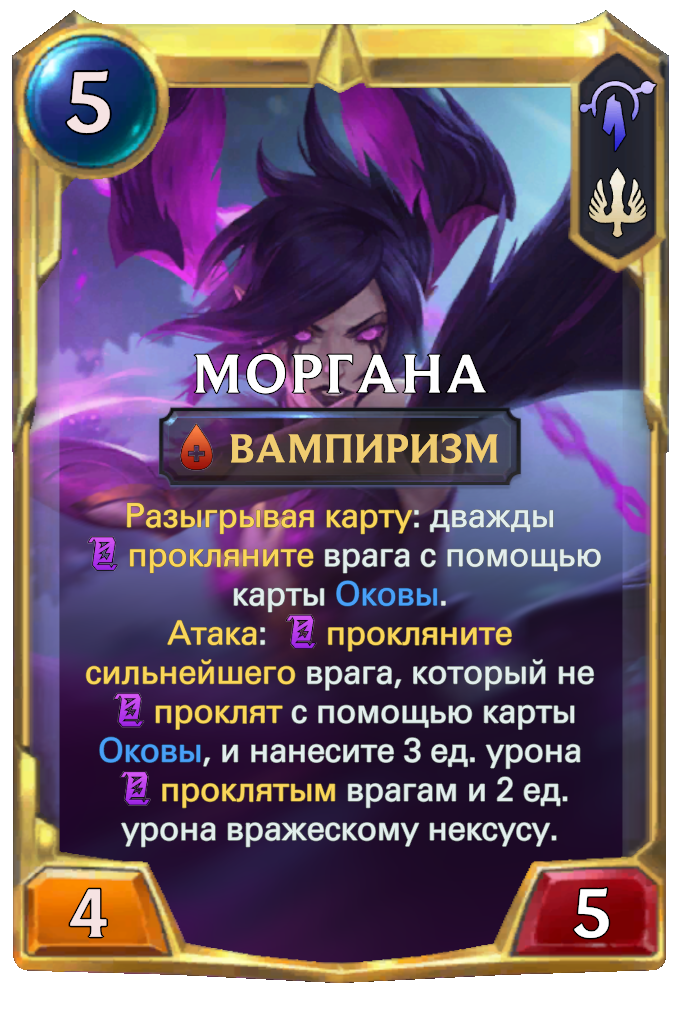 5
МОРГАНА
ВАМПИРИЗМ
Разыгрывая карту: дважды
прокляните врага с помощью
карты Оковы.
Атака: прокляните
сильнейшего врага, который не
проклят с помощью карты
Оковы, и нанесите 3 ед. урона
проклятым врагам и 2 ед.
урона вражескому нексусу.
4
5